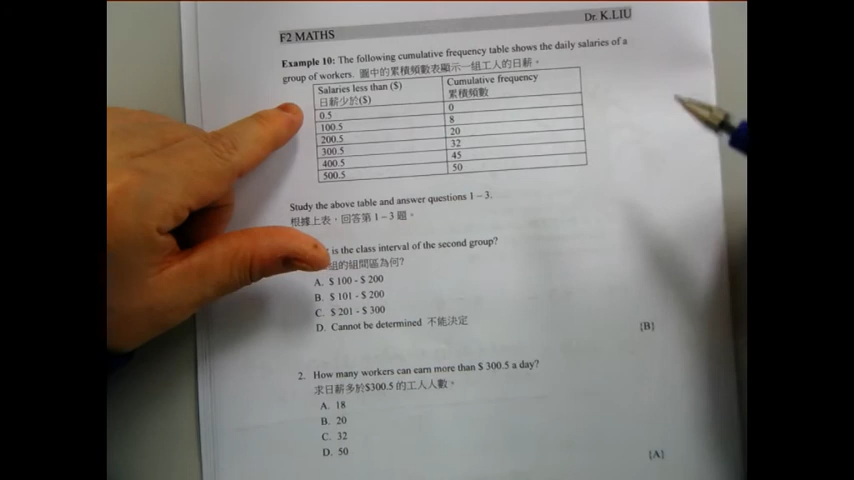 F2 MATHS Dr. K.LIU
Example 10: The following cumulative frequency table shows the daily salaries of a
group of workers. 圖中的累積頻數表顯示一組工人的日薪。
Salaries less than ($) Cumulative frequency
日薪少於($) 累積頻數
0.5 0
100.5 8
200.5 20
300.5 32
400.5 45
500.5 50
Study the above table and answer questions 1 – 3.
根據上表，回答第 1 – 3 題。
is the class interval of the second group?
組的組間區為何?
A. $ 100 - $ 200
B. $ 101 - $ 200
C. $ 201 - $ 300
D. Cannot be determined 不能決定
[B]
2. How many workers can earn more than $ 300.5 a day?
求日薪多於$300.5 的工人人數。
A. 18
B. 20
C. 32
D. 50
[A]